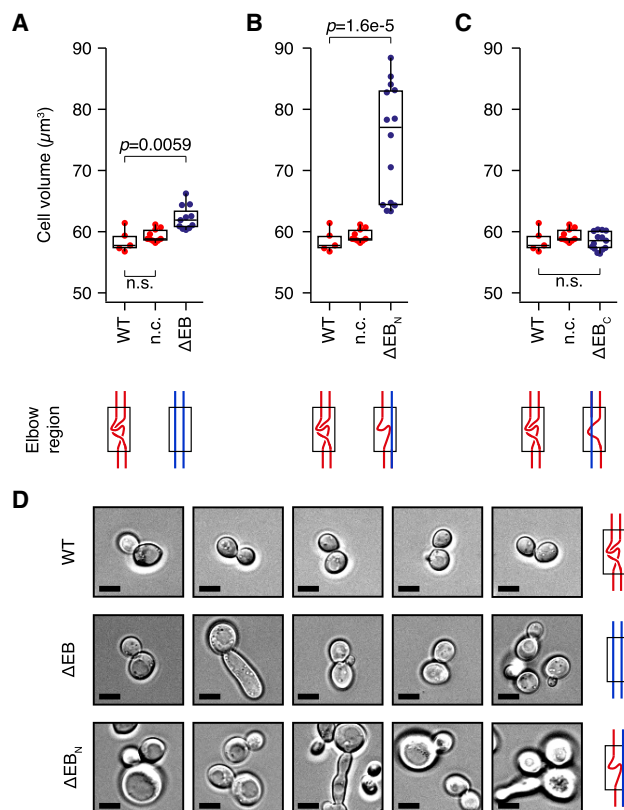 A
B
C
p=1.6e-5
90
90
90
80
80
80
p=0.0059
Cell volume (µm³)
70
70
70
60
60
60
n.s.
n.s.
50
50
50
WT
n.c.
ΔEB
WT
n.c.
ΔEB_N
WT
n.c.
ΔEB_C
Elbow
region
D
WT
ΔEB
ΔEB_N